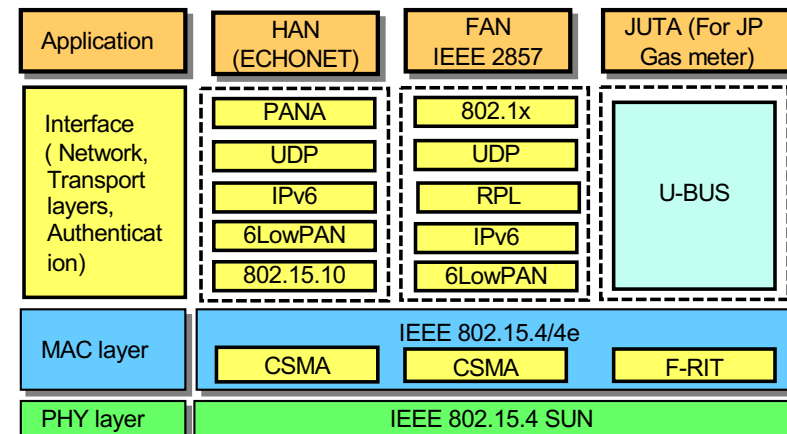 Application
HAN
(ECHONET)
FAN
IEEE 2857
JUTA (For JP
Gas meter)
Interface
( Network,
Transport
layers,
Authenticat
ion)
PANA
UDP
IPv6
6LowPAN
802.15.10
802.1x
UDP
RPL
IPv6
6LowPAN
U-BUS
MAC layer
IEEE 802.15.4/4e
CSMA
CSMA
F-RIT
PHY layer
IEEE 802.15.4 SUN